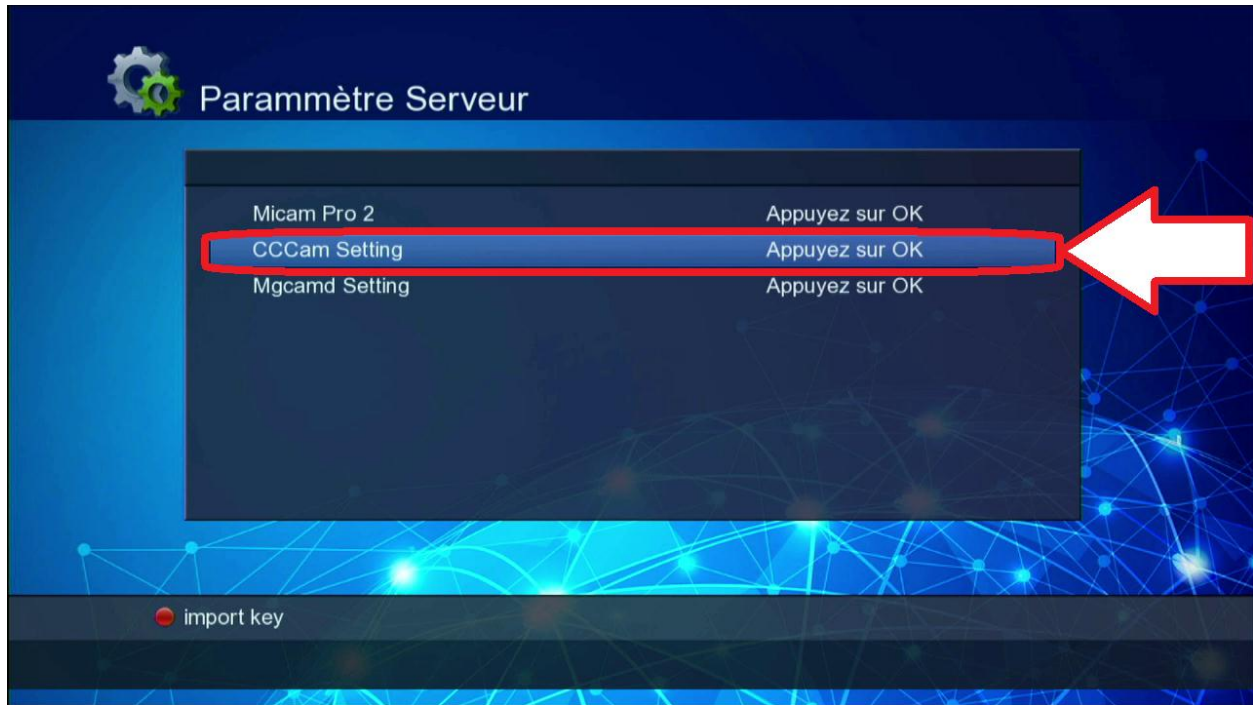 Parammètre Serveur
Micam Pro 2 Appuyez sur OK
CCCam Setting Appuyez sur OK
Mgcamd Setting Appuyez sur OK
import key